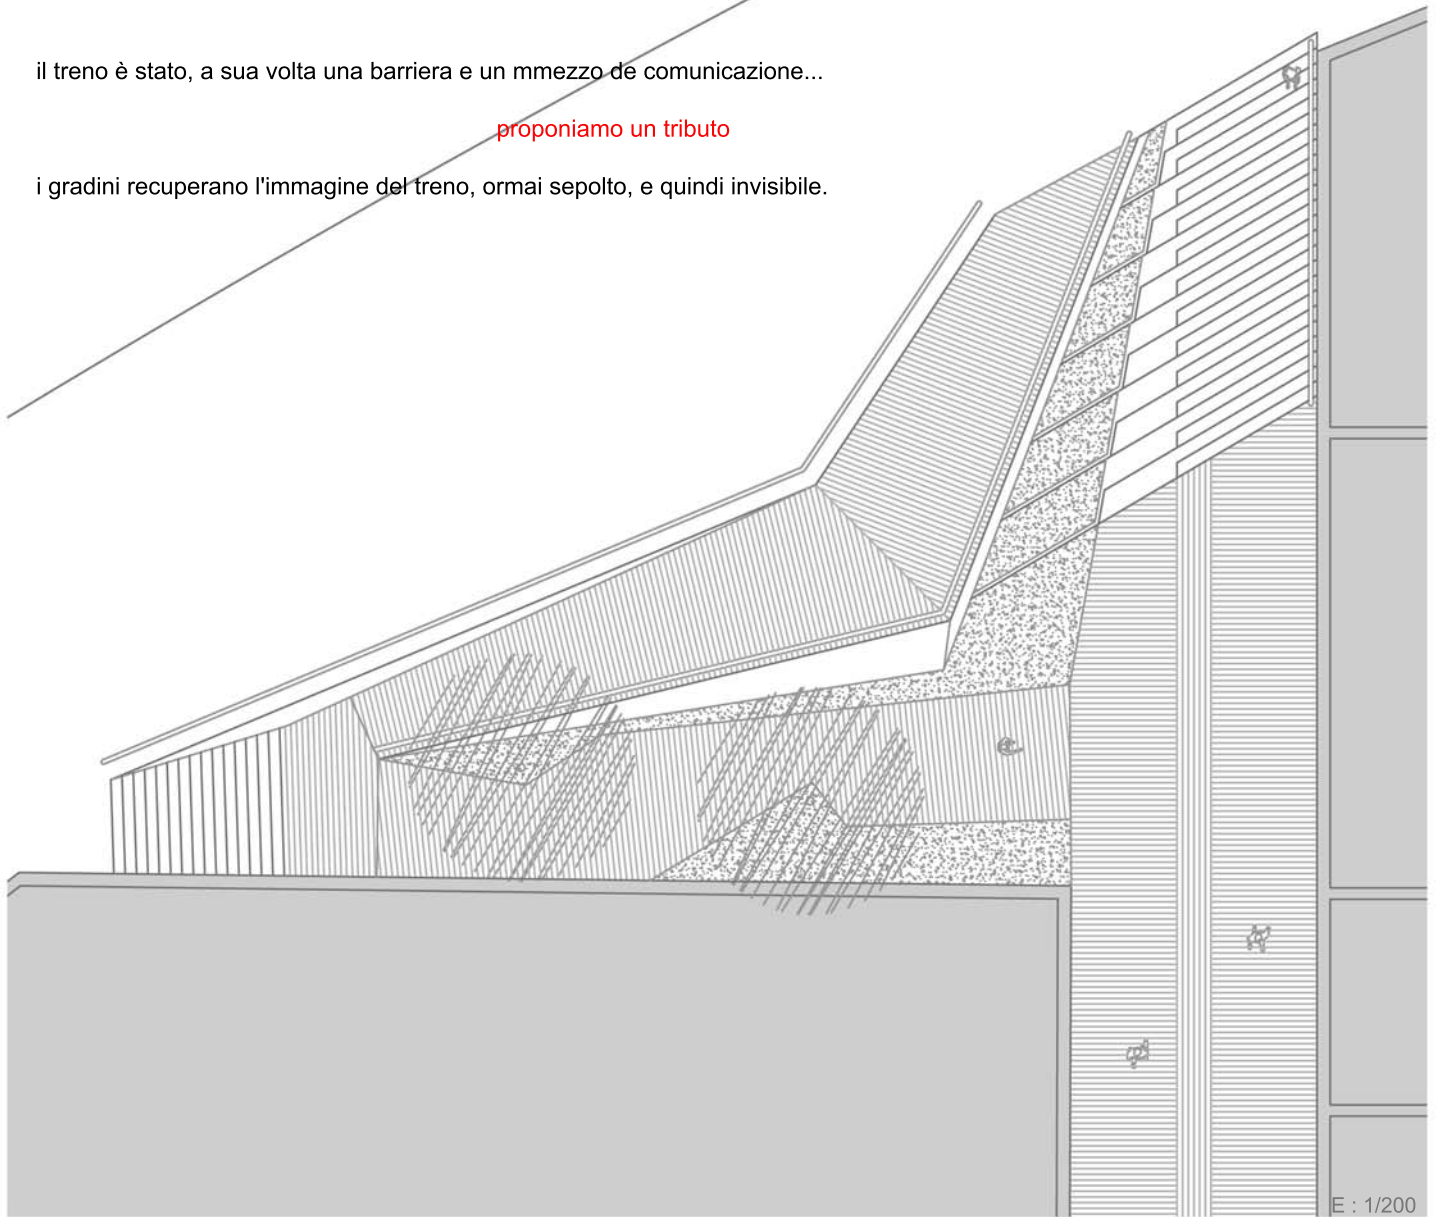 il treno è stato, a sua volta una barriera e un mmezzo de comunicazione...
proponiamo un tributo
i gradini recuperano l'immagine del treno, ormai sepolto, e quindi invisibile.
E : 1/200